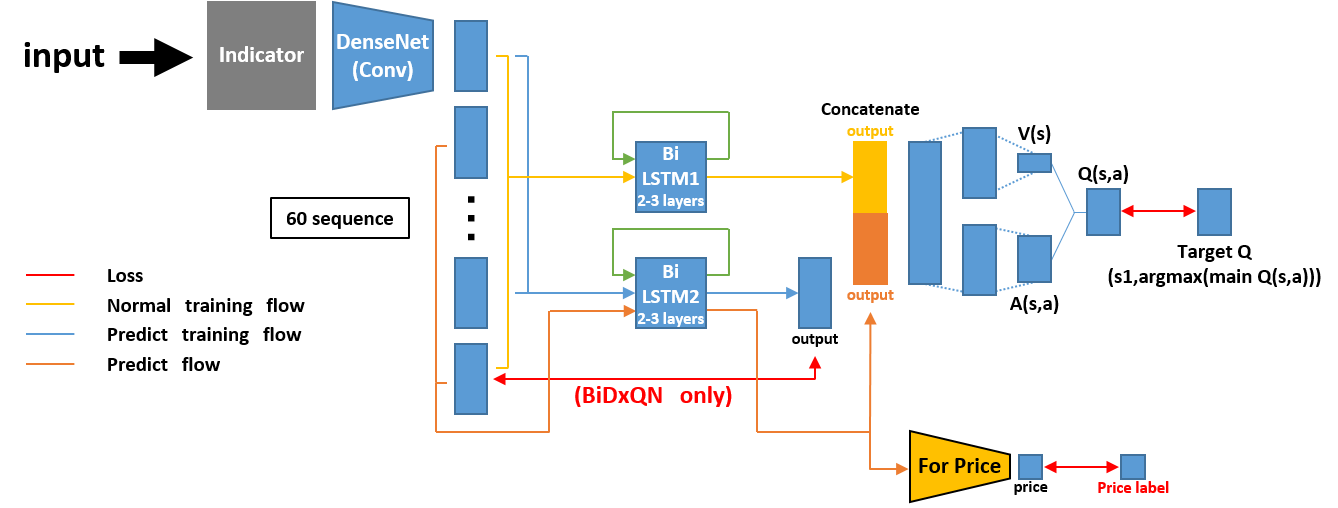 input
Indicator
DenseNet
(Conv)
60 sequence
Loss
Normal training flow
Predict training flow
Predict flow
Bi
LSTM1
2-3 layers
Bi
LSTM2
2-3 layers
output
(BiDxQN only)
Concatenate
output
output
V(s)
A(s,a)
Q(s,a)
Target Q
(s1,argmax(main Q(s,a)))
For Price
price
Price label